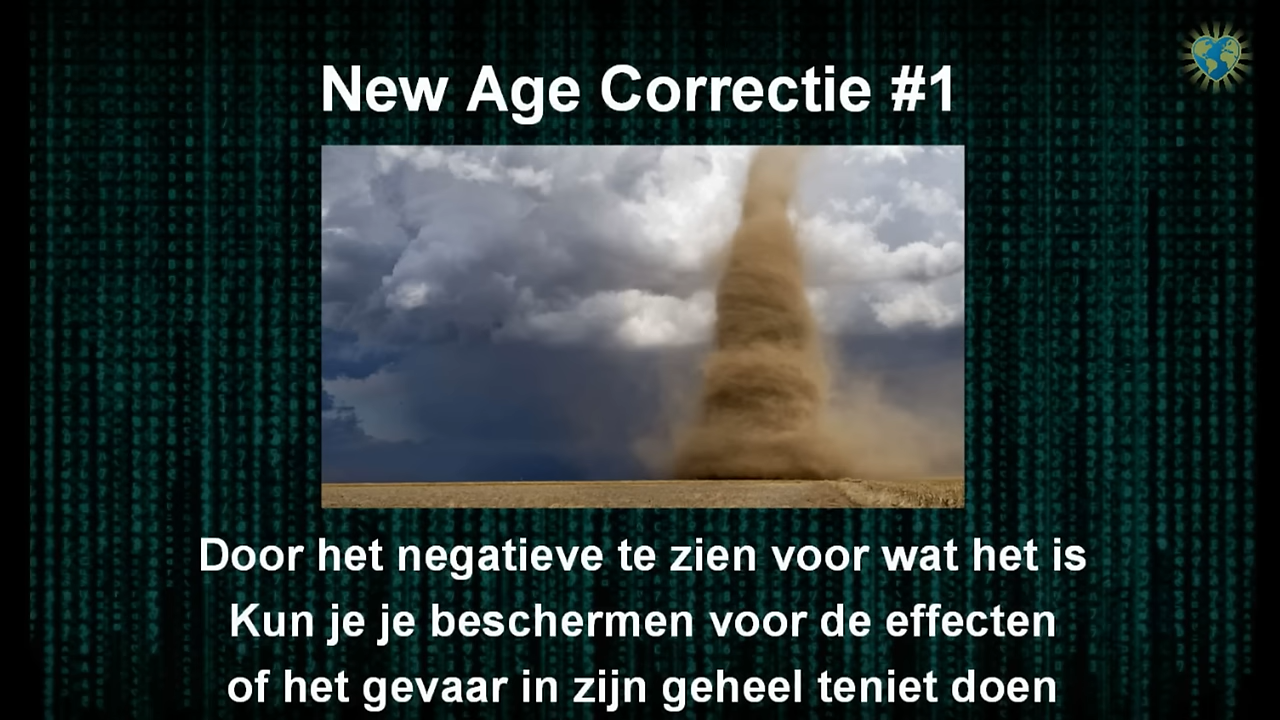 New Age Correctie #1
Door het negatieve te zien voor wat het is
Kun je je beschermen voor de effecten
of het gevaar in zijn geheel teniet doen